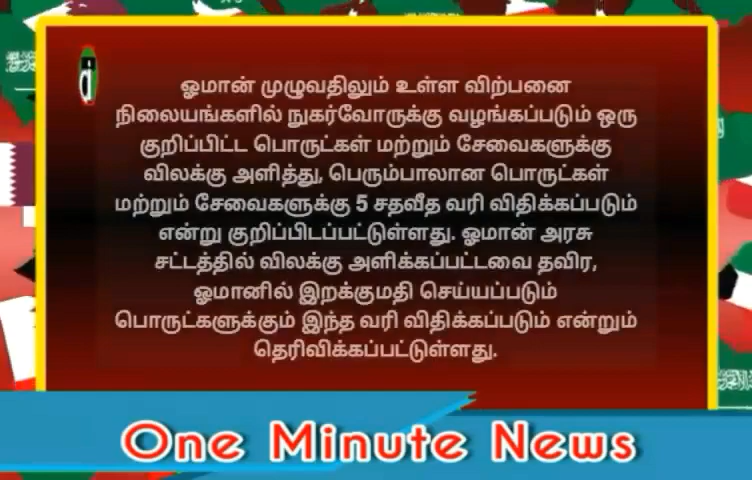 ஓமான் முழுவதிலும் உள்ள விற்பனை
நிலையங்களில் நுகர்வோருக்கு வழங்கப்படும் ஒரு
குறிப்பிட்ட பொருட்கள் மற்றும் சேவைகளுக்கு
விலக்கு அளித்து, பெரும்பாலான பொருட்கள்
மற்றும் சேவைகளுக்கு 5 சதவீத வரி விதிக்கப்படும்
என்று குறிப்பிடப்பட்டுள்ளது. ஓமான் அரசு
சட்டத்தில் விலக்கு அளிக்கப்பட்டவை தவிர,
ஓமானில் இறக்குமதி செய்யப்படும்
பொருட்களுக்கும் இந்த வரி விதிக்கப்படும் என்றும்
தெரிவிக்கப்பட்டுள்ளது.
One Minute News